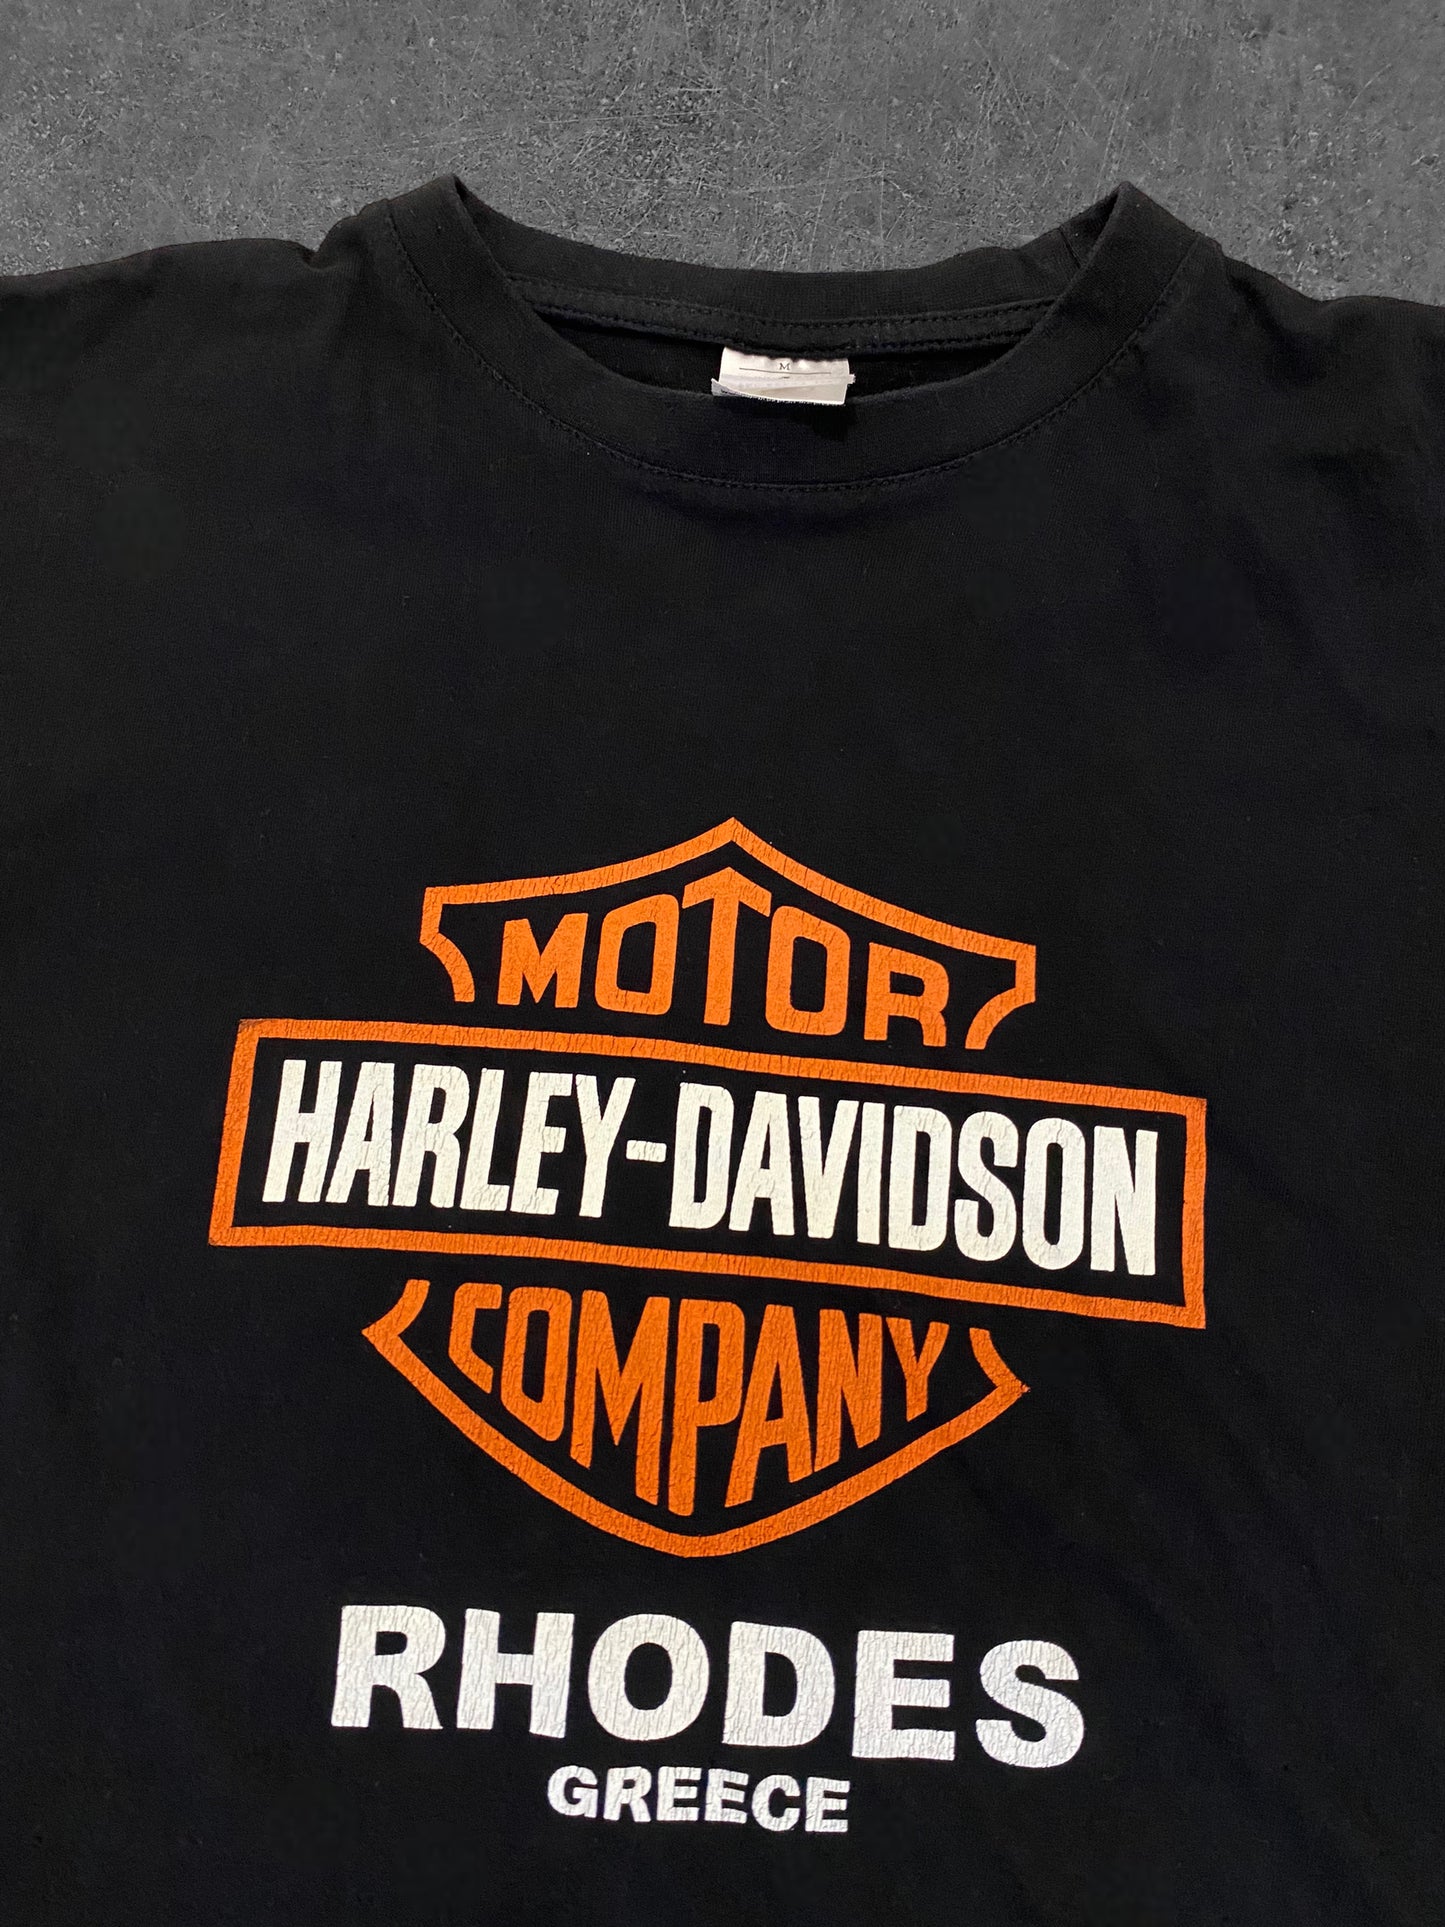 M
MOTOR
HARLEY-DAVIDSON
COMPANY
RHODES
GREECE